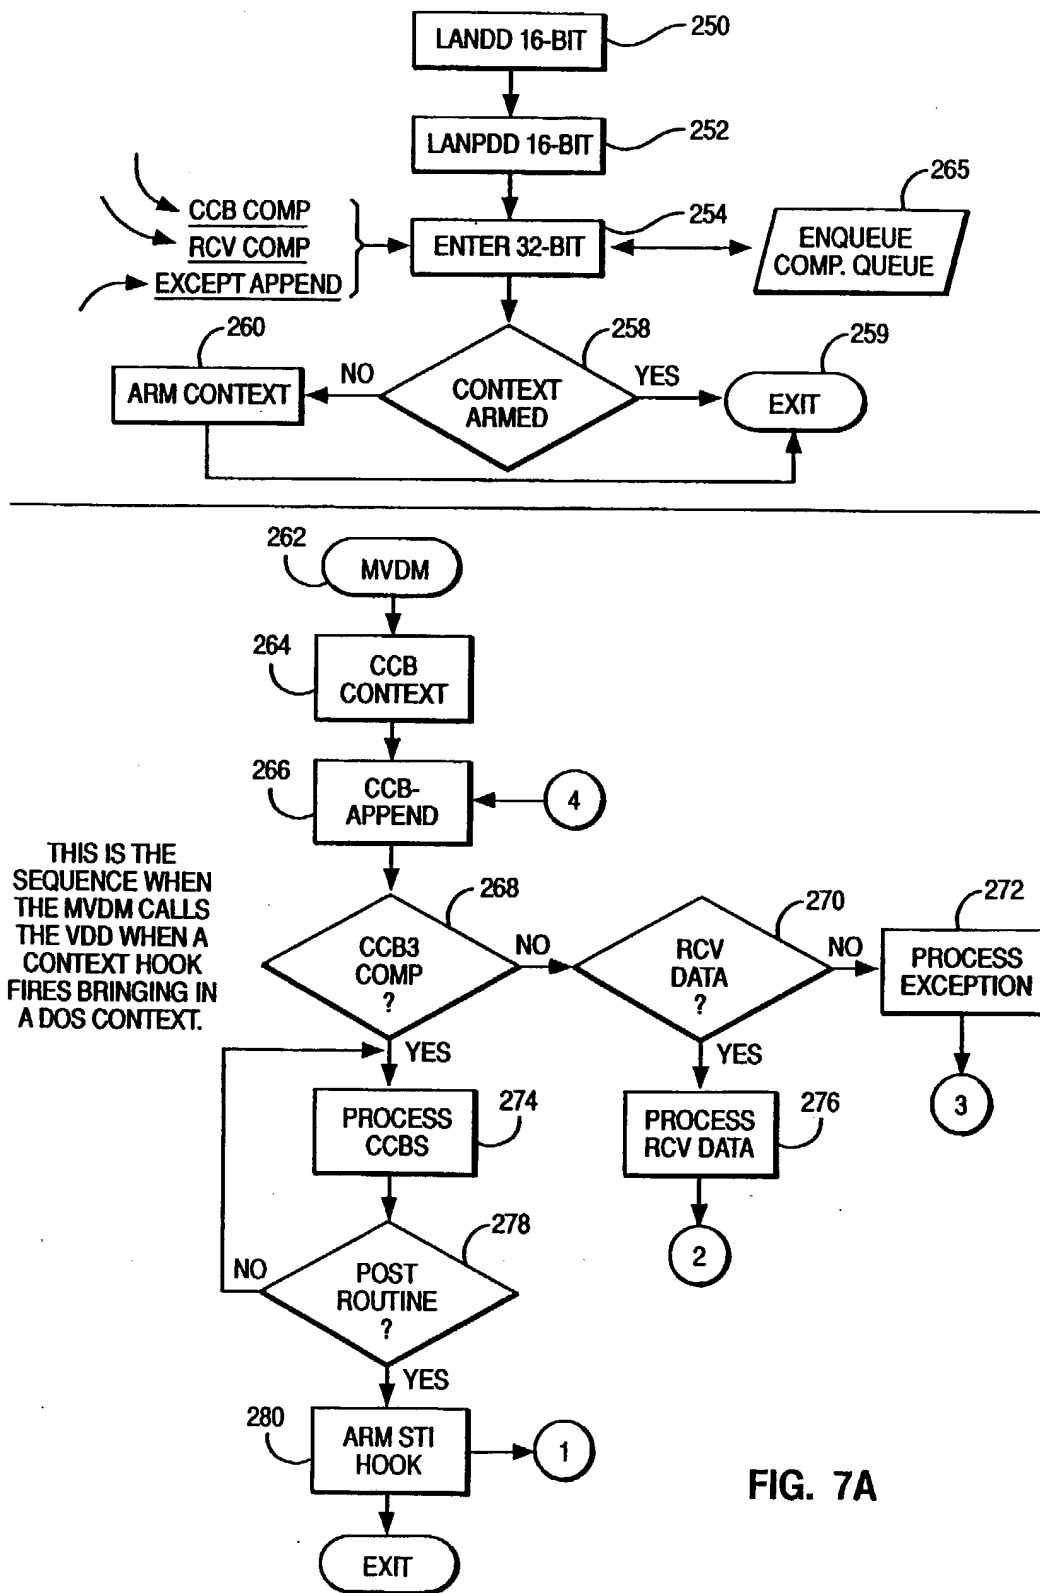 LANDD 16-BIT
250
LANPDD 16-BIT
252
CCB COMP
RCV COMP
EXCEPT APPEND
ENTER 32-BIT
254
265
ENQUEUE
COMP. QUEUE
260
ARM CONTEXT
NO
258
CONTEXT
ARMED
YES
259
EXIT
262
MVDM
264
CCB
CONTEXT
266
CCB-
APPEND
4
THIS IS THE
SEQUENCE WHEN
THE MVDM CALLS
THE VDD WHEN A
CONTEXT HOOK
FIRES BRINGING IN
A DOS CONTEXT.
268
CCB3
COMP
?
NO
270
RCV
DATA
?
NO
272
PROCESS
EXCEPTION
YES
YES
3
PROCESS
CCBS
274
PROCESS
RCV DATA
276
278
NO
POST
ROUTINE
?
2
YES
280
ARM STI
HOOK
1
EXIT
FIG. 7A